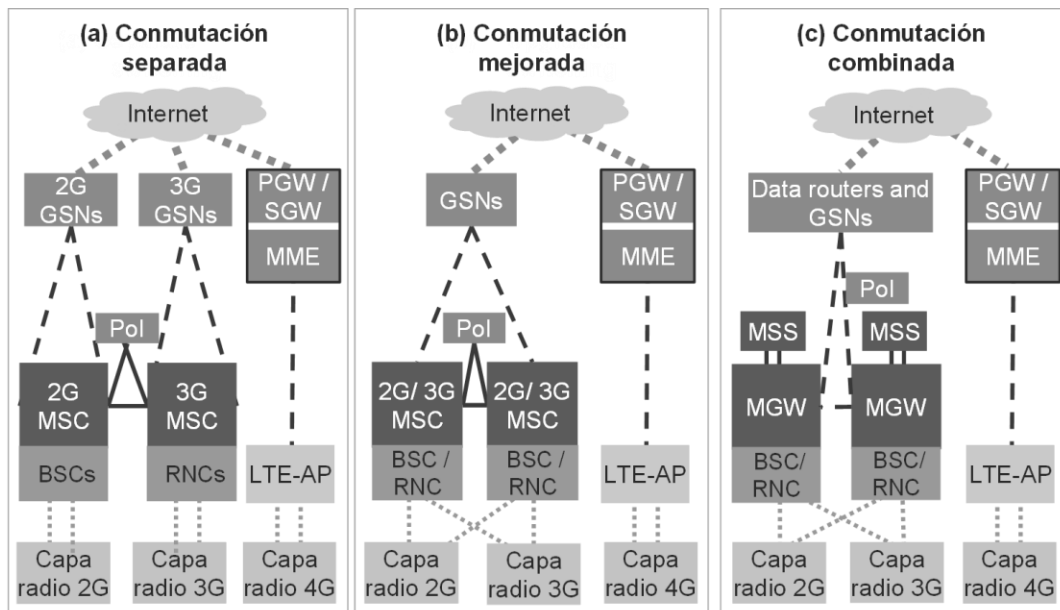 (a) Conmutación
separada
Internet
2G
GSNs
3G
GSNs
PGW /
SGW
MME
PoI
2G
MSC
3G
MSC
BSCs
RNCs
LTE-AP
Capa
radio 2G
Capa
radio 3G
Capa
radio 4G
(b) Conmutación
mejorada
Internet
GSNs
PGW /
SGW
MME
PoI
2G/ 3G
MSC
2G/ 3G
MSC
BSC /
RNC
BSC /
RNC
LTE-AP
Capa
radio 2G
Capa
radio 3G
Capa
radio 4G
(c) Conmutación
combinada
Internet
Data routers and
GSNs
PGW /
SGW
MME
PoI
MSS
MSS
MGW
MGW
BSC/
RNC
BSC/
RNC
LTE-AP
Capa
radio 2G
Capa
radio 3G
Capa
radio 4G